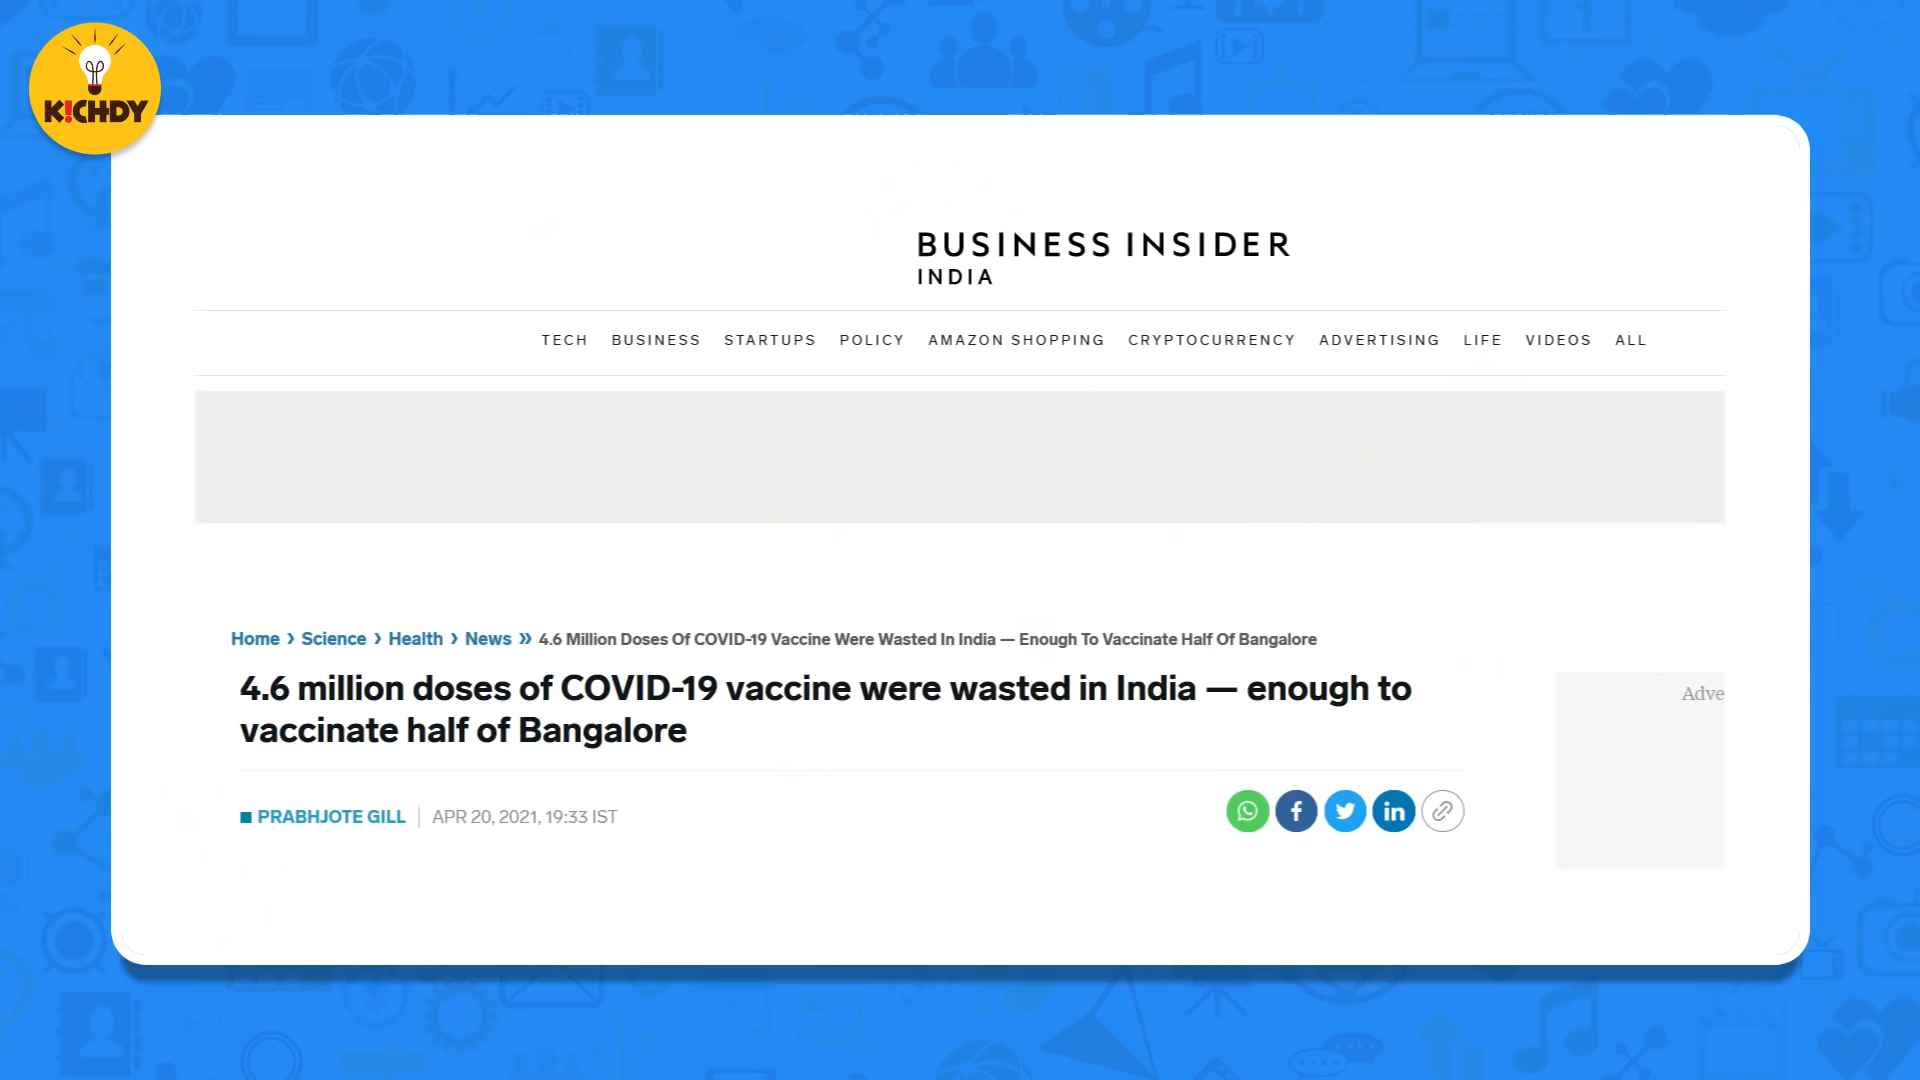 K!CHDY
BUSINESS INSIDER
INDIA
TECH BUSINESS STARTUPS POLICY AMAZON SHOPPING CRYPTOCURRENCY ADVERTISING LIFE VIDEOS ALL
Home › Science › Health › News » 4.6 Million Doses Of COVID-19 Vaccine Were Wasted In India — Enough To Vaccinate Half Of Bangalore
4.6 million doses of COVID-19 vaccine were wasted in India — enough to
vaccinate half of Bangalore
Adve
PRABHJOTE GILL | APR 20, 2021, 19:33 IST